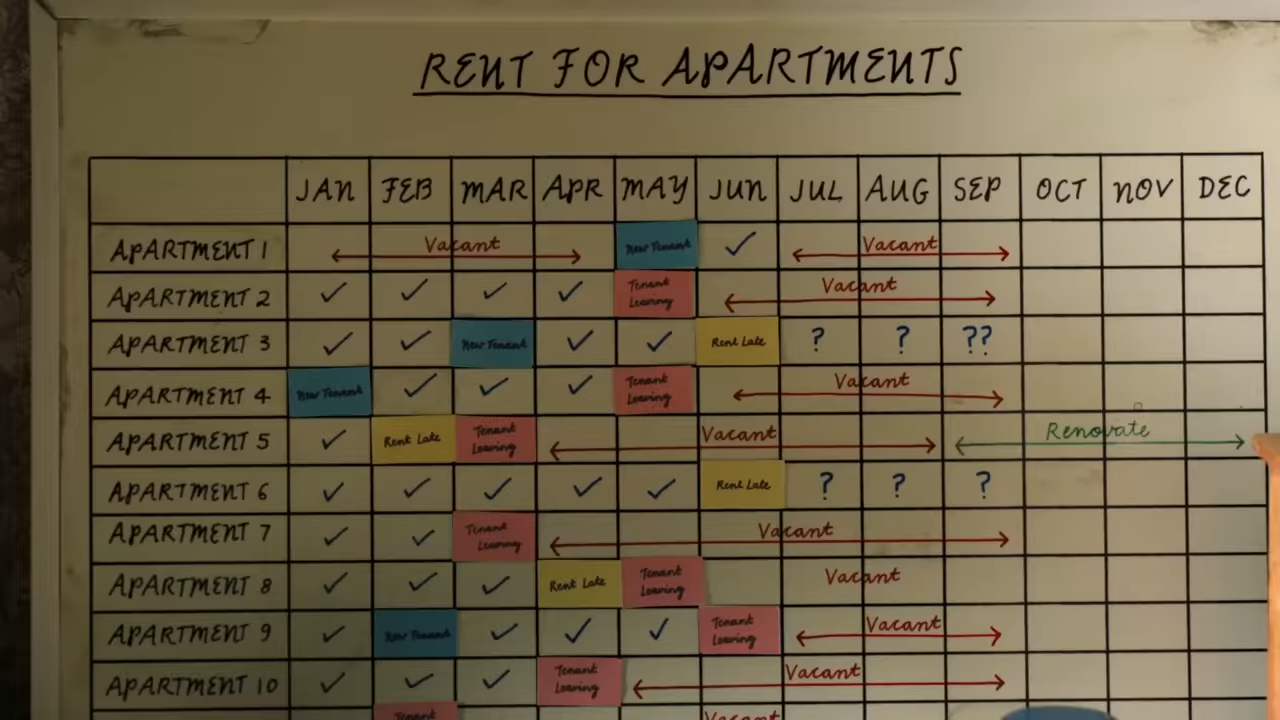 RENT FOR APARTMENTS
JAN FEB MAR APR MAY JUN JUL AUG SEP OCT NOV DEC
APARTMENT 1 Vacant New Tenant ✓ Vacant
APARTMENT 2 ✓ ✓ ✓ ✓ Tenant Leaving Vacant
APARTMENT 3 ✓ ✓ New Tenant ✓ ✓ Rent Late ? ? ??
APARTMENT 4 New Tenant ✓ ✓ ✓ Tenant Leaving Vacant
APARTMENT 5 ✓ Rent Late Tenant Leaving Vacant Renovate
APARTMENT 6 ✓ ✓ ✓ ✓ ✓ Rent Late ? ? ?
APARTMENT 7 ✓ ✓ Tenant Leaving Vacant
APARTMENT 8 ✓ ✓ ✓ Rent Late Tenant Leaving Vacant
APARTMENT 9 ✓ New Tenant ✓ ✓ ✓ Tenant Leaving Vacant
APARTMENT 10 ✓ ✓ ✓ Tenant Leaving Vacant
Tenant Vacant